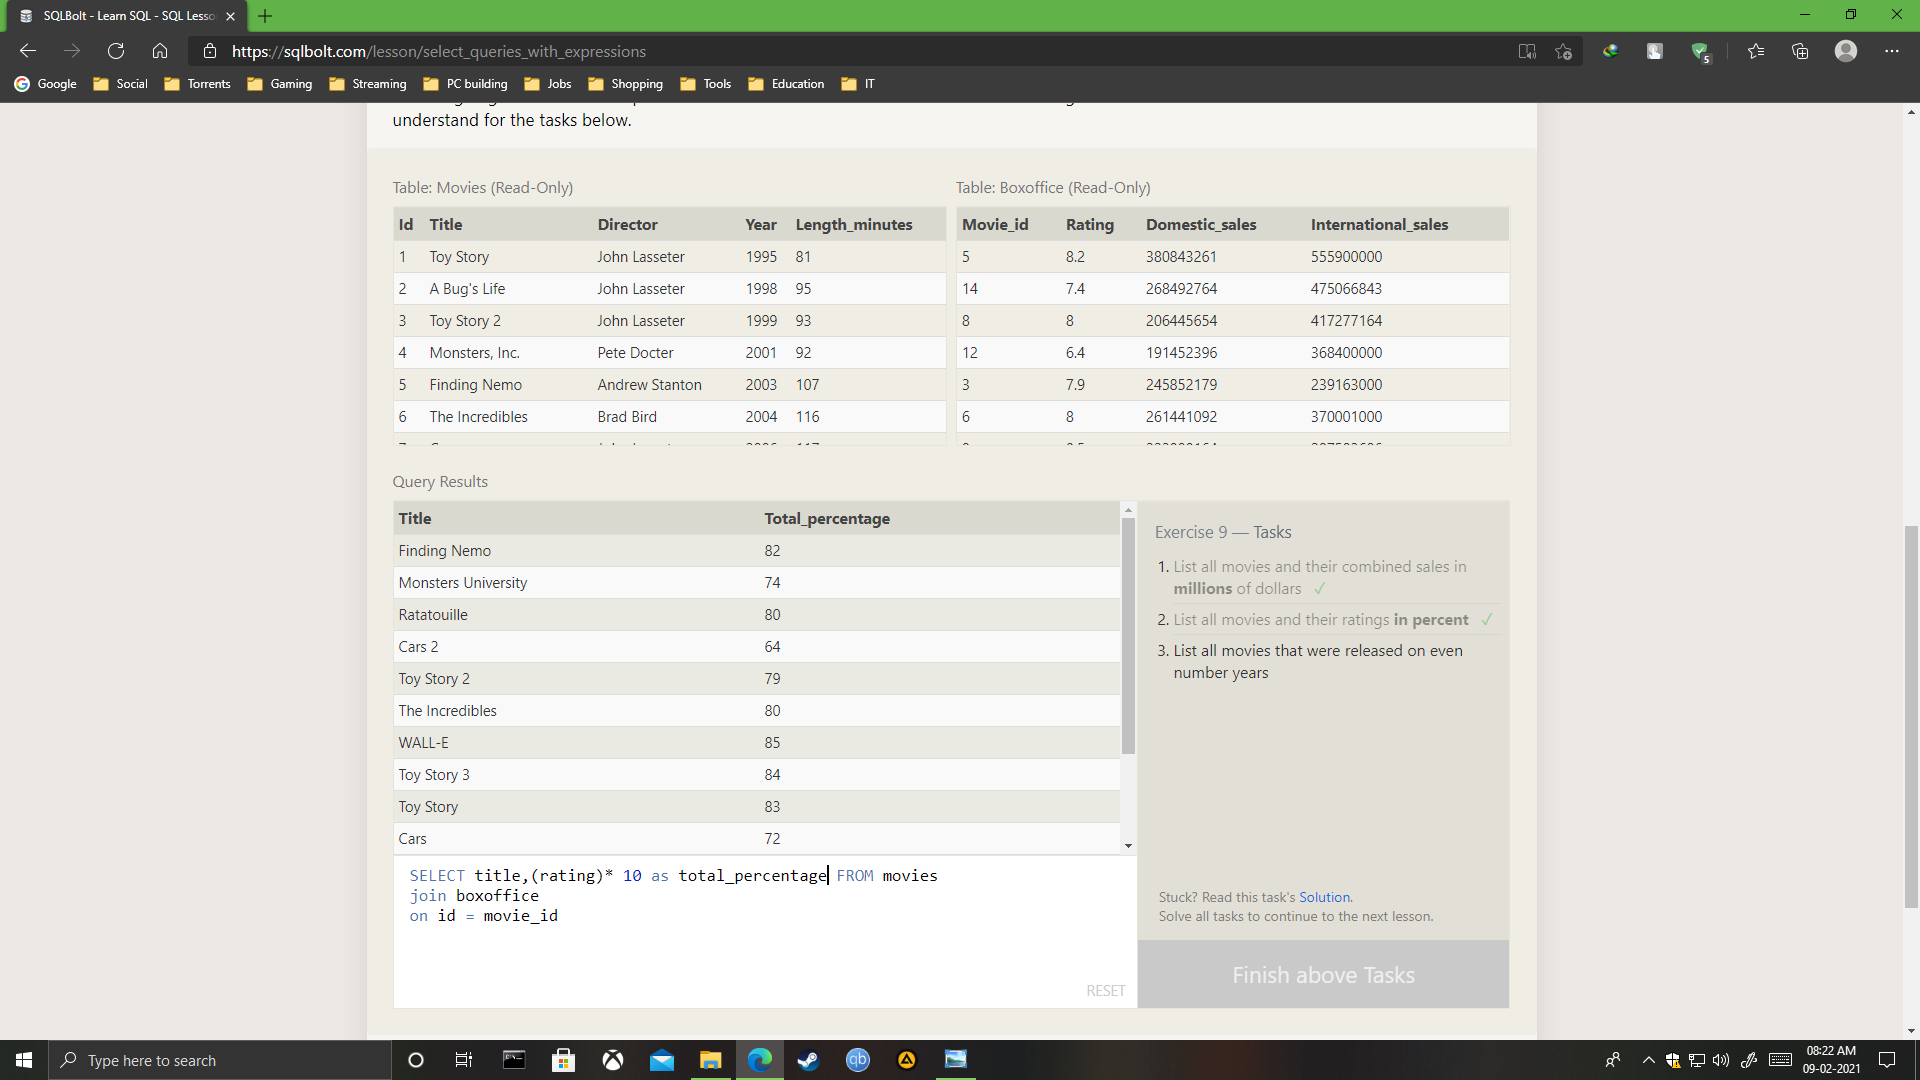 SQLBolt - Learn SQL - SQL Lesso
https://sqlbolt.com/lesson/select_queries_with_expressions
5
Google Social Torrents Gaming Streaming PC building Jobs Shopping Tools Education IT
understand for the tasks below.
Table: Movies (Read-Only)
Id Title Director Year Length_minutes
1 Toy Story John Lasseter 1995 81
2 A Bug's Life John Lasseter 1998 95
3 Toy Story 2 John Lasseter 1999 93
4 Monsters, Inc. Pete Docter 2001 92
5 Finding Nemo Andrew Stanton 2003 107
6 The Incredibles Brad Bird 2004 116
Table: Boxoffice (Read-Only)
Movie_id Rating Domestic_sales International_sales
5 8.2 380843261 555900000
14 7.4 268492764 475066843
8 8 206445654 417277164
12 6.4 191452396 368400000
3 7.9 245852179 239163000
6 8 261441092 370001000
Query Results
Title Total_percentage
Finding Nemo 82
Monsters University 74
Ratatouille 80
Cars 2 64
Toy Story 2 79
The Incredibles 80
WALL-E 85
Toy Story 3 84
Toy Story 83
Cars 72
SELECT title,(rating)* 10 as total_percentage FROM movies
join boxoffice
on id = movie_id
RESET
Exercise 9 — Tasks
1. List all movies and their combined sales in
millions of dollars ✓
2. List all movies and their ratings in percent ✓
3. List all movies that were released on even
number years
Stuck? Read this task's Solution.
Solve all tasks to continue to the next lesson.
Finish above Tasks
Type here to search
qb
08:22 AM
09-02-2021